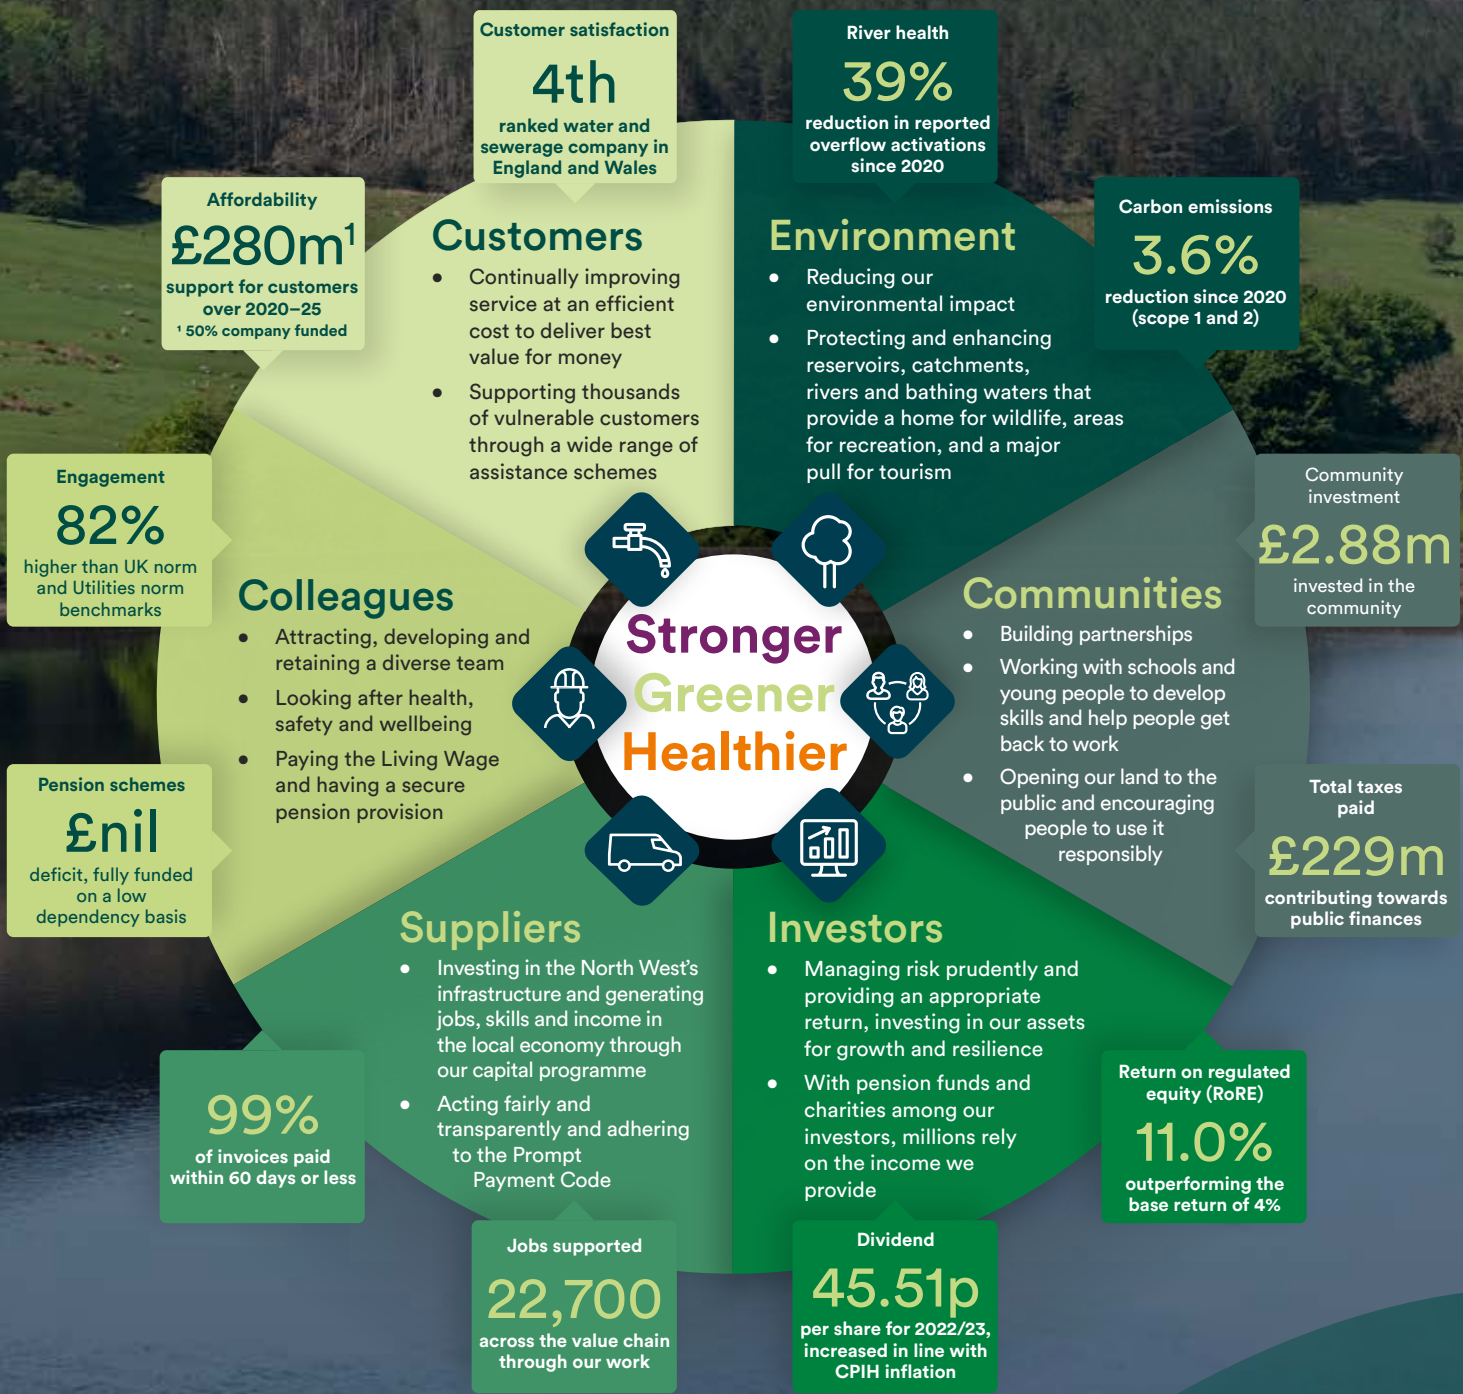 Customer satisfaction
4th
ranked water and
sewerage company in
England and Wales
River health
39%
reduction in reported
overflow activations
since 2020
Affordability
£280m¹
support for customers
over 2020–25
¹ 50% company funded
Carbon emissions
3.6%
reduction since 2020
(scope 1 and 2)
Customers
• Continually improving
service at an efficient
cost to deliver best
value for money
• Supporting thousands
of vulnerable customers
through a wide range of
assistance schemes
Environment
• Reducing our
environmental impact
• Protecting and enhancing
reservoirs, catchments,
rivers and bathing waters that
provide a home for wildlife, areas
for recreation, and a major
pull for tourism
Engagement
82%
higher than UK norm
and Utilities norm
benchmarks
Colleagues
• Attracting, developing and
retaining a diverse team
• Looking after health,
safety and wellbeing
• Paying the Living Wage
and having a secure
pension provision
Pension schemes
£nil
deficit, fully funded
on a low
dependency basis
Stronger
Greener
Healthier
Communities
• Building partnerships
• Working with schools and
young people to develop
skills and help people get
back to work
• Opening our land to the
public and encouraging
people to use it
responsibly
Community
investment
£2.88m
invested in the
community
Total taxes
paid
£229m
contributing towards
public finances
Suppliers
• Investing in the North West's
infrastructure and generating
jobs, skills and income in
the local economy through
our capital programme
• Acting fairly and
transparently and adhering
to the Prompt
Payment Code
Investors
• Managing risk prudently and
providing an appropriate
return, investing in our assets
for growth and resilience
• With pension funds and
charities among our
investors, millions rely
on the income we
provide
99%
of invoices paid
within 60 days or less
Return on regulated
equity (RoRE)
11.0%
outperforming the
base return of 4%
Jobs supported
22,700
across the value chain
through our work
Dividend
45.51p
per share for 2022/23,
increased in line with
CPIH inflation